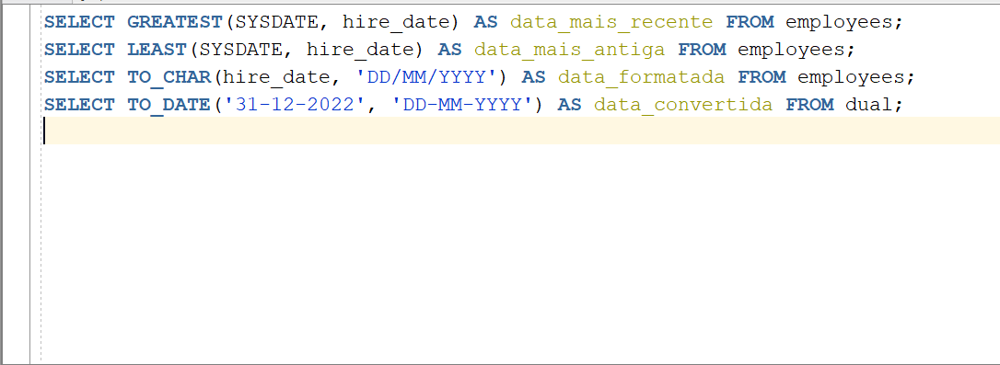 SELECT GREATEST(SYSDATE, hire_date) AS data_mais_recente FROM employees;
SELECT LEAST(SYSDATE, hire_date) AS data_mais_antiga FROM employees;
SELECT TO_CHAR(hire_date, 'DD/MM/YYYY') AS data_formatada FROM employees;
SELECT TO_DATE('31-12-2022', 'DD-MM-YYYY') AS data_convertida FROM dual;